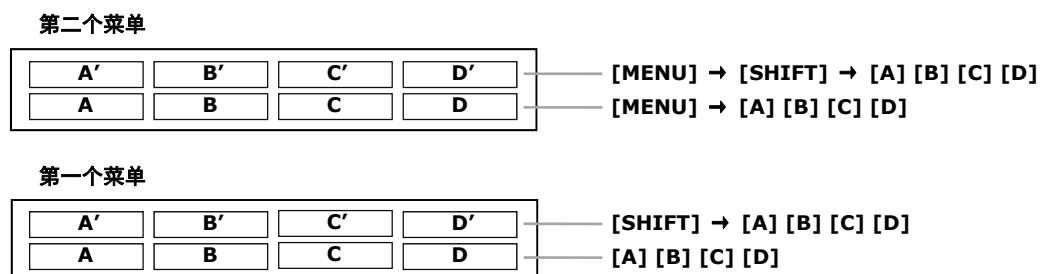 第二个菜单
A′ B′ C′ D′ [MENU] → [SHIFT] → [A] [B] [C] [D]
A B C D [MENU] → [A] [B] [C] [D]
第一个菜单
A′ B′ C′ D′ [SHIFT] → [A] [B] [C] [D]
A B C D [A] [B] [C] [D]